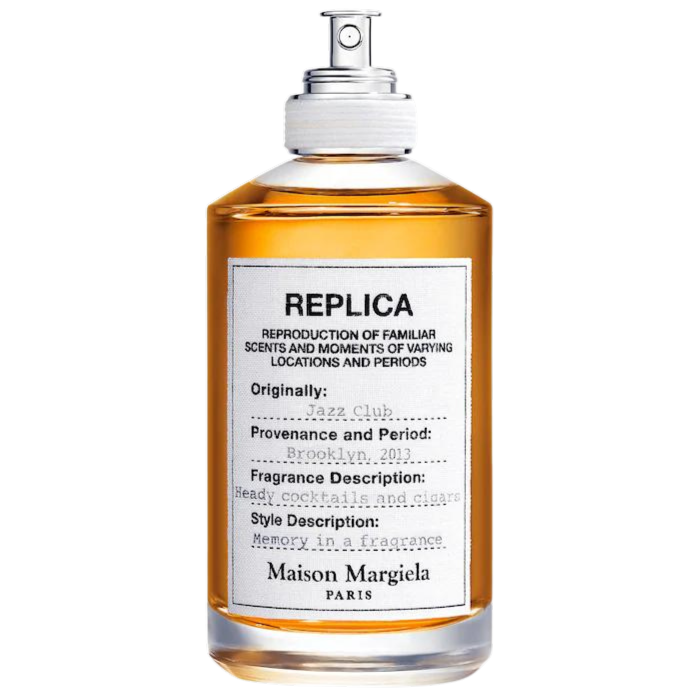 REPLICA
REPRODUCTION OF FAMILIAR
SCENTS AND MOMENTS OF VARYING
LOCATIONS AND PERIODS
Originally:
Jazz Club
Provenance and Period:
Brooklyn, 2013
Fragrance Description:
Heady cocktails and cigars
Style Description:
Memory in a fragrance
Maison Margiela
PARIS